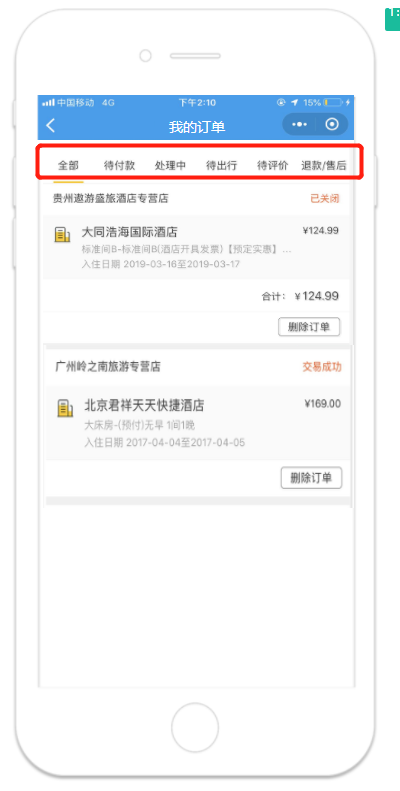 中国移动 4G 下午2:10 15%
我的订单
全部 待付款 处理中 待出行 待评价 退款/售后
贵州遨游盛旅酒店专营店 已关闭
大同浩海国际酒店 ¥124.99
标准间B-标准间B(酒店开具发票)【预定实惠】...
入住日期 2019-03-16至2019-03-17
合计: ¥124.99
删除订单
广州岭之南旅游专营店 交易成功
北京君祥天天快捷酒店 ¥169.00
大床房-(预付)无早 1间1晚
入住日期 2017-04-04至2017-04-05
删除订单